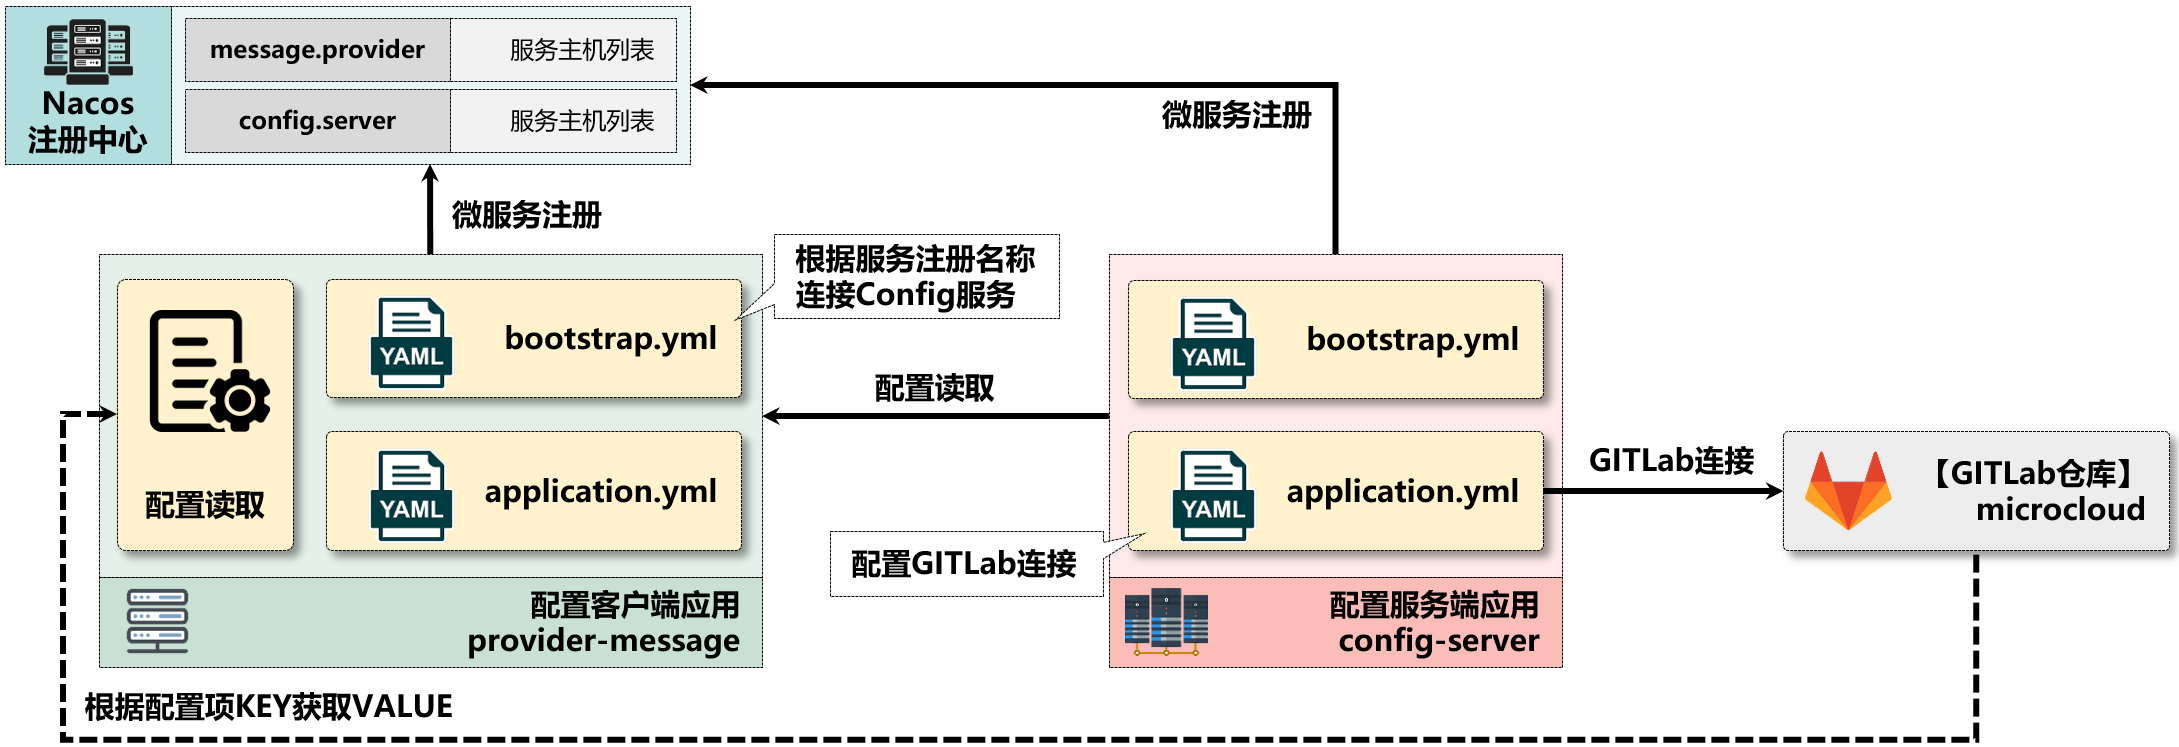 Nacos
注册中心
message.provider
服务主机列表
config.server
服务主机列表
微服务注册
微服务注册
根据服务注册名称
连接Config服务
配置读取
YAML
bootstrap.yml
YAML
application.yml
配置客户端应用
provider-message
配置读取
YAML
bootstrap.yml
YAML
application.yml
配置GITLab连接
配置服务端应用
config-server
GITLab连接
【GITLab仓库】
microcloud
根据配置项KEY获取VALUE